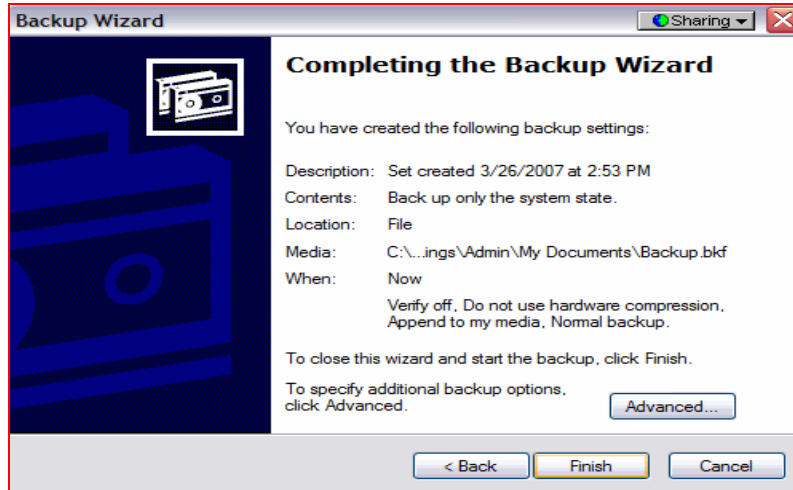 Backup Wizard
Sharing
Completing the Backup Wizard
You have created the following backup settings:
Description: Set created 3/26/2007 at 2:53 PM
Contents: Back up only the system state.
Location: File
Media: C:\...ings\Admin\My Documents\Backup.bkf
When: Now
Verify off, Do not use hardware compression,
Append to my media, Normal backup.
To close this wizard and start the backup, click Finish.
To specify additional backup options,
click Advanced.
Advanced...
< Back
Finish
Cancel